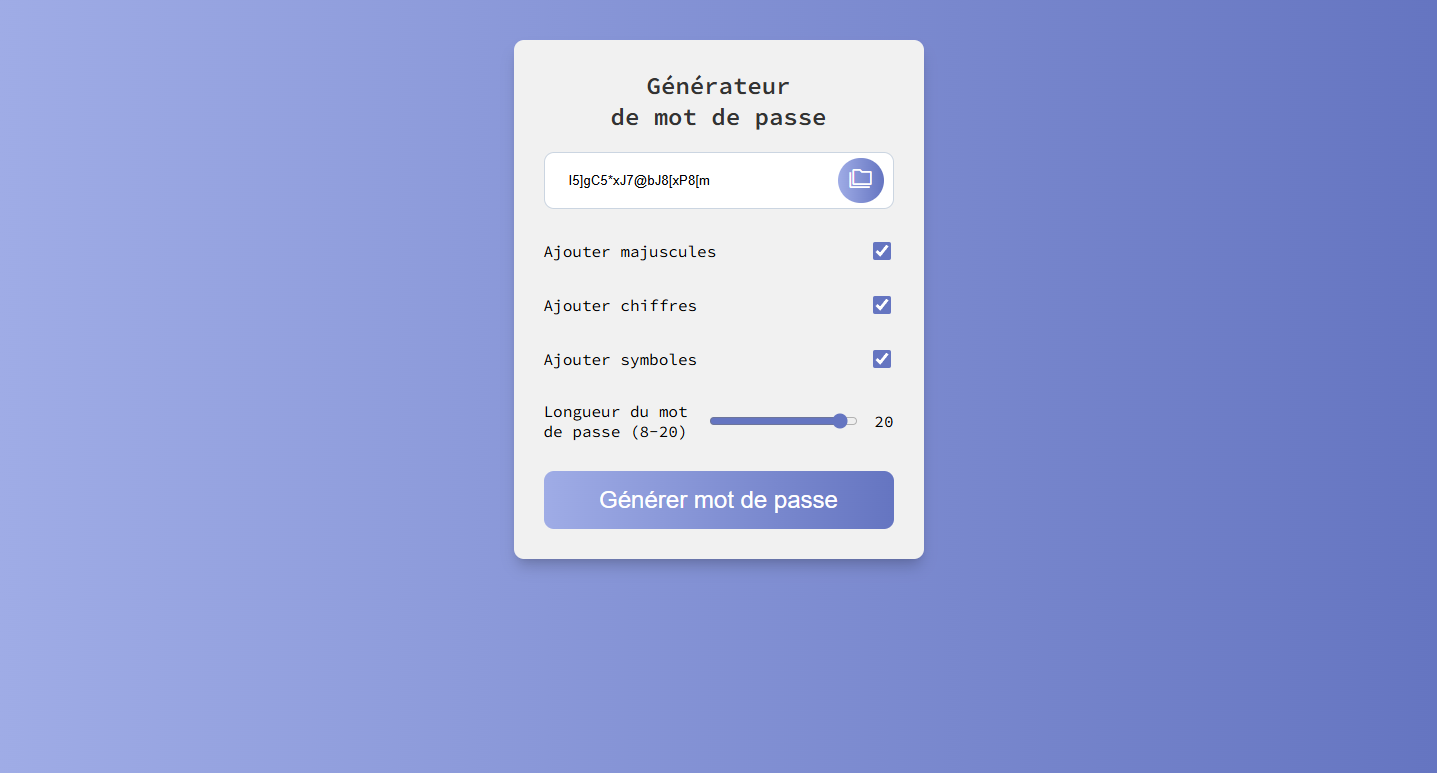 Générateur
de mot de passe
l5]gC5*xJ7@bJ8[xP8[m
Ajouter majuscules
Ajouter chiffres
Ajouter symboles
Longueur du mot
de passe (8-20)
20
Générer mot de passe